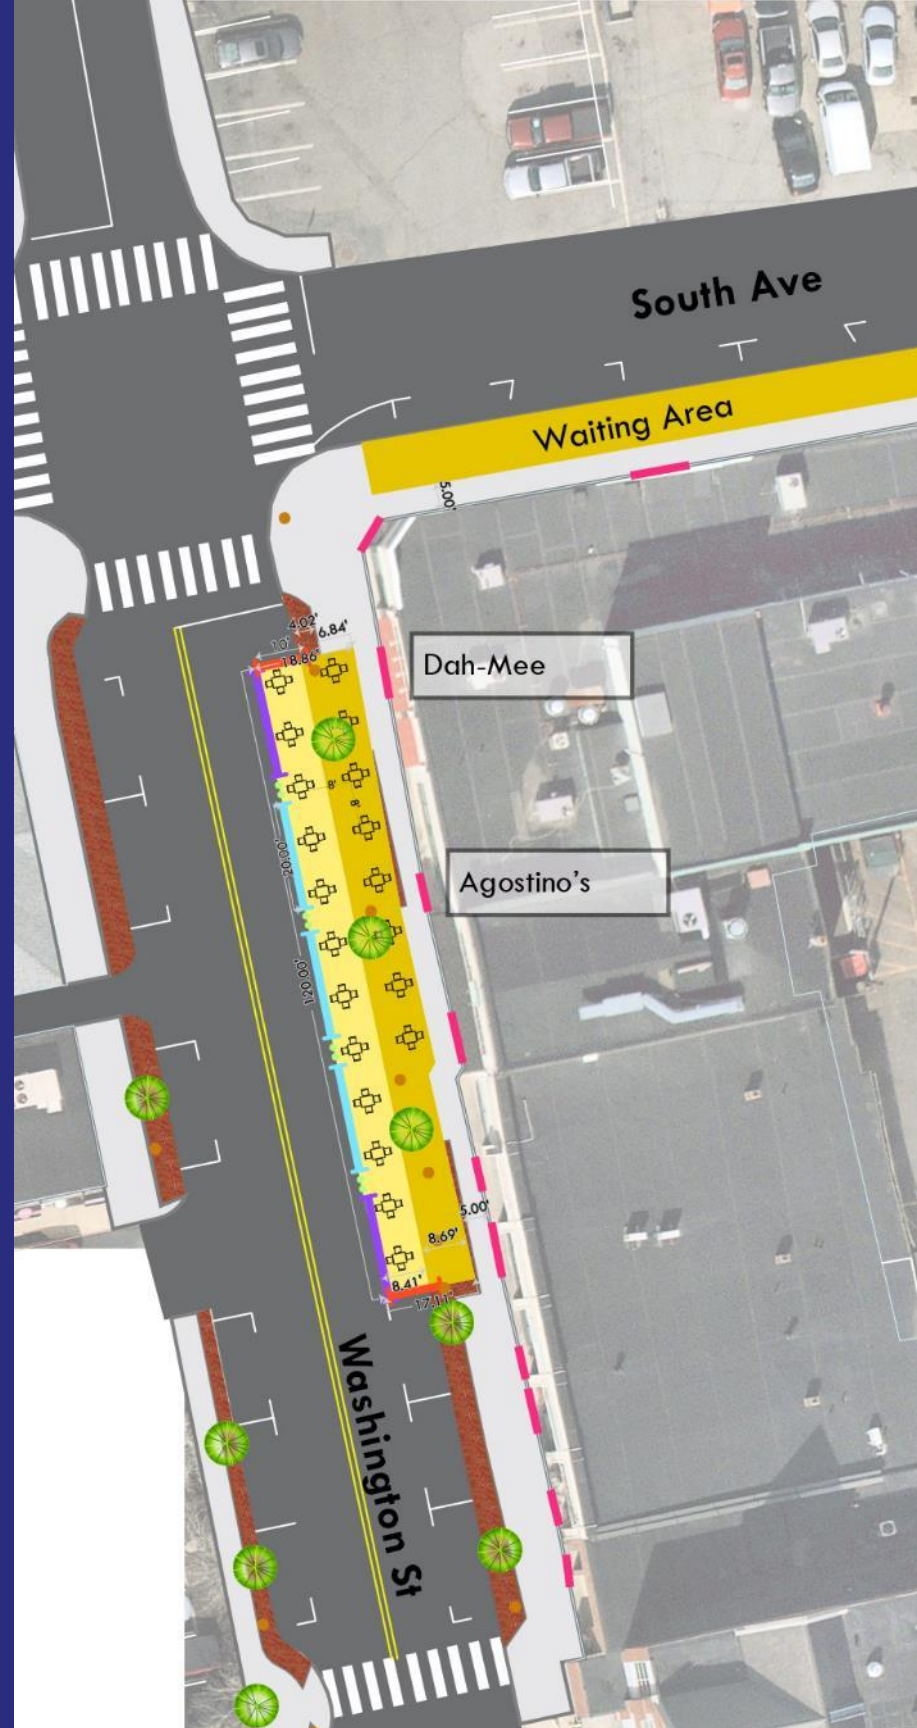 South Ave
Waiting Area
5.00'
4.02'
6.84'
10'
18.86'
Dah-Mee
8'
8'
20.00'
Agostino's
120.00'
5.00'
8.69'
8.41'
17.11'
Washington St